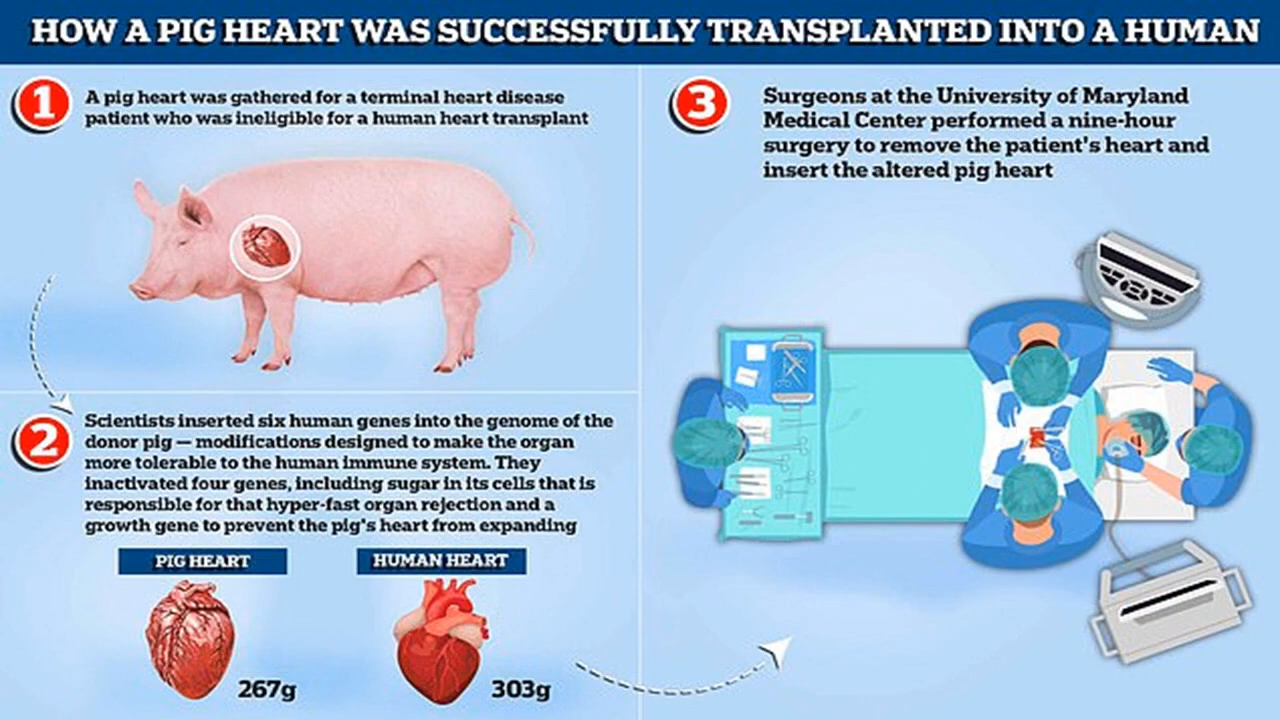 HOW A PIG HEART WAS SUCCESSFULLY TRANSPLANTED INTO A HUMAN
1
A pig heart was gathered for a terminal heart disease
patient who was ineligible for a human heart transplant
2
Scientists inserted six human genes into the genome of the
donor pig — modifications designed to make the organ
more tolerable to the human immune system. They
inactivated four genes, including sugar in its cells that is
responsible for that hyper-fast organ rejection and a
growth gene to prevent the pig's heart from expanding
PIG HEART
HUMAN HEART
267g
303g
3
Surgeons at the University of Maryland
Medical Center performed a nine-hour
surgery to remove the patient's heart and
insert the altered pig heart